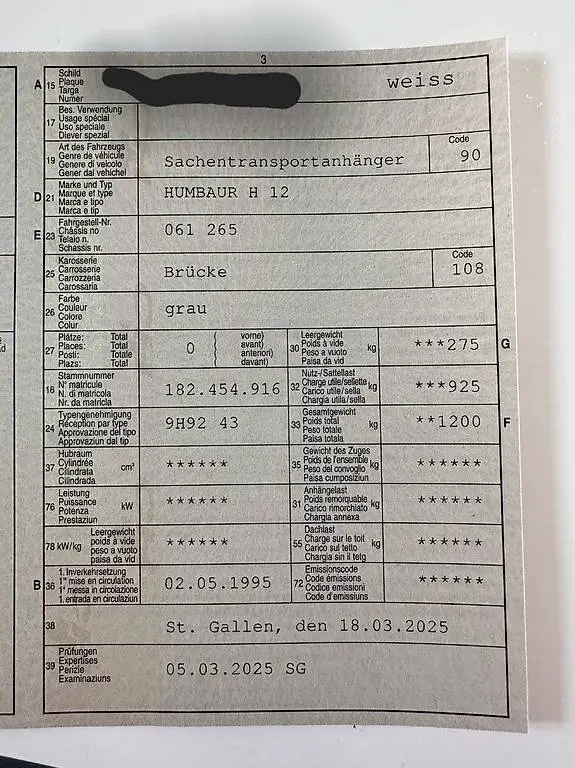 3
A 15 Schild
Plaque
Targa
Numer
weiss
17 Bes. Verwendung
Usage spécial
Uso speciale
Diever spezial
19 Art des Fahrzeugs
Genre de véhicule
Genere di veicolo
Gener dal vehichel
Sachentransportanhänger
Code
90
D 21 Marke und Typ
Marque et type
Marca e tipo
Marca e tip
HUMBAUR H 12
E 23 Fahrgestell-Nr.
Châssis no
Telaio n.
Schassis nr.
061 265
25 Karosserie
Carrosserie
Carrozzeria
Carossaria
Brücke
Code
108
26 Farbe
Couleur
Colore
Colur
grau
27 Plätze: Total
Places: Total
Posti: Totale
Plazs: Total
0
( vorne)
( avant)
( anteriori)
( davant)
30 Leergewicht
Poids à vide
Peso a vuoto
Paisa da vid
kg
***275
G
18 Stammnummer
N° matricule
N. di matricola
Nr. da matricla
182.454.916
32 Nutz-/Sattellast
Charge utile/sellette
Carico utile/sella
Chargia utila/sella
kg
***925
24 Typengenehmigung
Réception par type
Approvazione del tipo
Approvaziun dal tip
9H92 43
33 Gesamtgewicht
Poids total
Peso totale
Paisa totala
kg
**1200
F
37 Hubraum
Cylindrée
Cilindrata
Cilindrada
cm³
******
35 Gewicht des Zuges
Poids de l'ensemble
Peso del convoglio
Paisa cumposiziun
kg
******
76 Leistung
Puissance
Potenza
Prestaziun
kW
******
31 Anhängelast
Poids remorquable
Carico rimorchiato
Chargia annexa
kg
******
78 kW/kg
Leergewicht
poids à vide
peso a vuoto
paisa da vid
******
55 Dachlast
Charge sur le toit
Carico sul tetto
Chargia sin il tetg
kg
******
B 36 1. Inverkehrsetzung
1re mise en circulation
1a messa in circolazione
1. entrada en circulaziun
02.05.1995
72 Emissionscode
Code émissions
Codice emissioni
Code d'emissiuns
******
38
St. Gallen, den 18.03.2025
39 Prüfungen
Expertises
Perizie
Examinaziuns
05.03.2025 SG